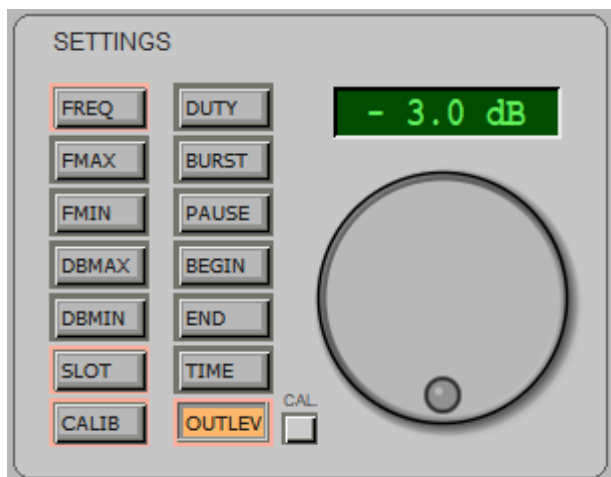 SETTINGS
FREQ DUTY - 3.0 dB
FMAX BURST
FMIN PAUSE
DBMAX BEGIN
DBMIN END
SLOT TIME
CALIB OUTLEV CAL.